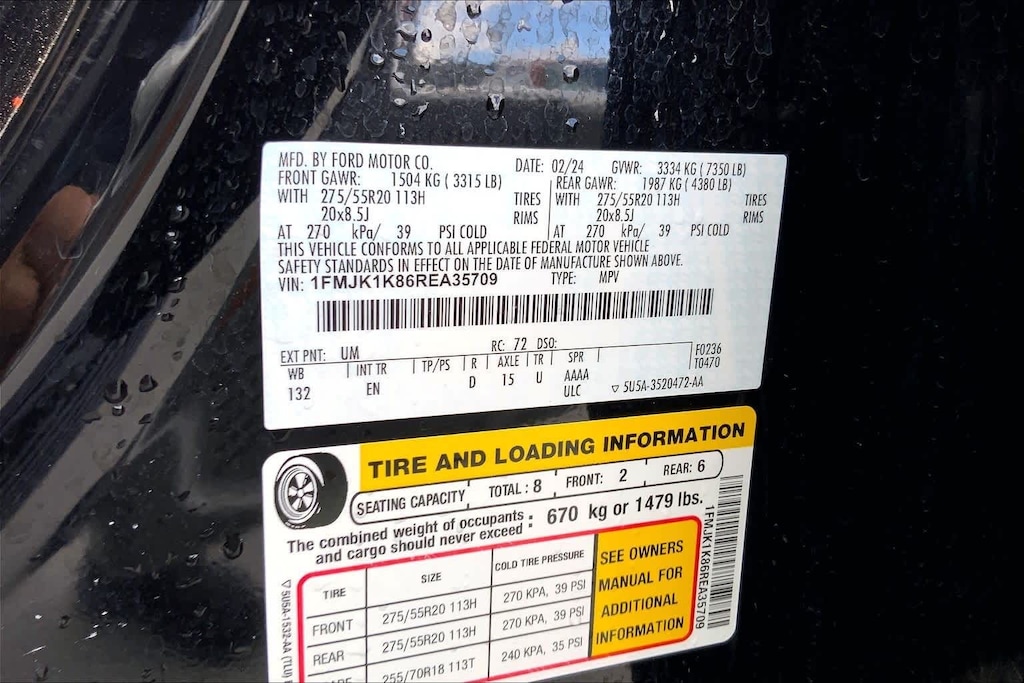 MFD. BY FORD MOTOR CO. DATE: 02/24 GVWR: 3334 KG ( 7350 LB)
FRONT GAWR: 1504 KG ( 3315 LB) REAR GAWR: 1987 KG ( 4380 LB)
WITH 275/55R20 113H TIRES WITH 275/55R20 113H TIRES
20x8.5J RIMS 20x8.5J RIMS
AT 270 kPa/ 39 PSI COLD AT 270 kPa/ 39 PSI COLD
THIS VEHICLE CONFORMS TO ALL APPLICABLE FEDERAL MOTOR VEHICLE
SAFETY STANDARDS IN EFFECT ON THE DATE OF MANUFACTURE SHOWN ABOVE.
VIN: 1FMJK1K86REA35709 TYPE: MPV
EXT PNT: UM RC: 72 DSO: F0236
WB INT TR TP/PS R AXLE TR SPR T0470
132 EN D 15 U AAAA
ULC ▽ 5U5A-3520472-AA
TIRE AND LOADING INFORMATION
SEATING CAPACITY TOTAL : 8 FRONT: 2 REAR: 6
The combined weight of occupants and cargo should never exceed : 670 kg or 1479 lbs.
TIRE SIZE COLD TIRE PRESSURE
FRONT 275/55R20 113H 270 KPA, 39 PSI
REAR 275/55R20 113H 270 KPA, 39 PSI
255/70R18 113T 240 KPA, 35 PSI
SEE OWNERS
MANUAL FOR
ADDITIONAL
INFORMATION
1FMJK1K86REA35709
▽ 5U5A-1532-AA (TLU)